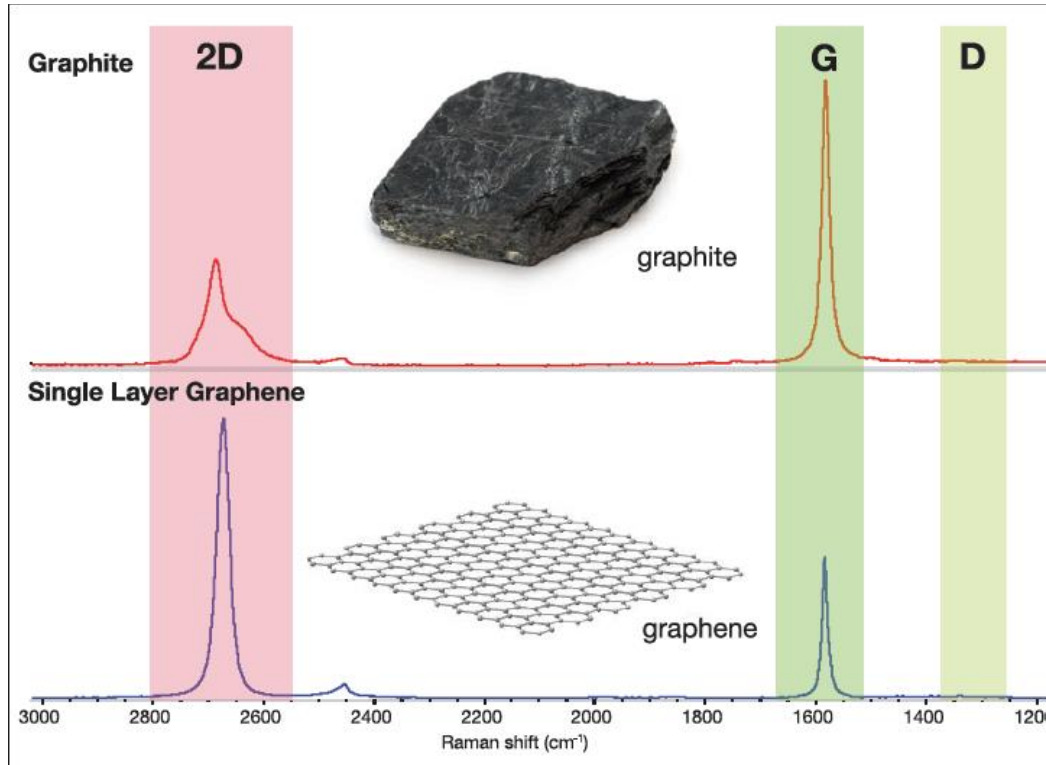 2D
G
D
Graphite
graphite
Single Layer Graphene
graphene
3000 2800 2600 2400 2200 2000 1800 1600 1400 1200
Raman shift (cm⁻¹)